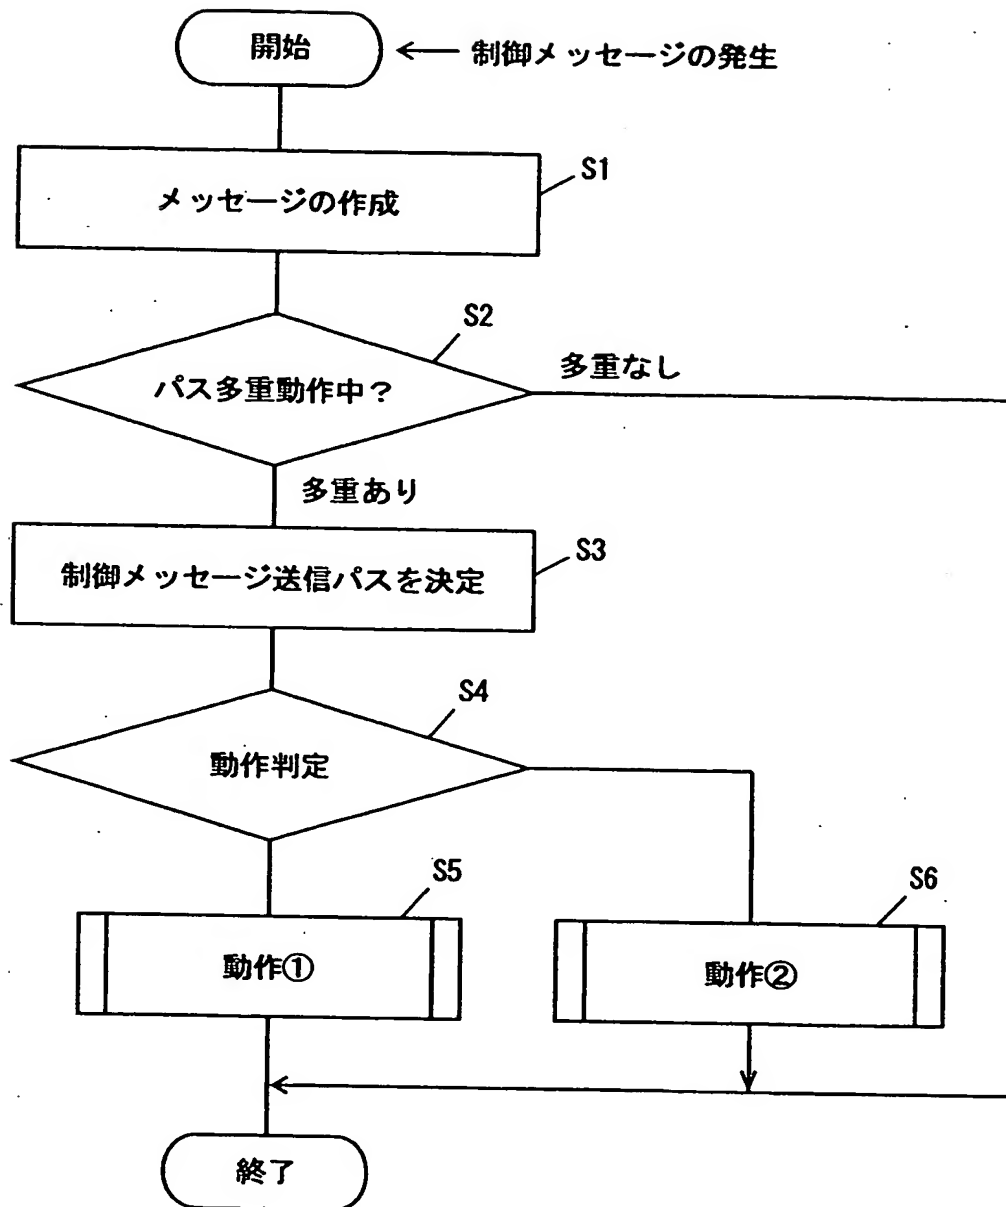 開始
制御メッセージの発生
メッセージの作成
S1
S2
パス多重動作中?
多重なし
多重あり
制御メッセージ送信パスを決定
S3
S4
動作判定
S5
S6
動作①
動作②
終了